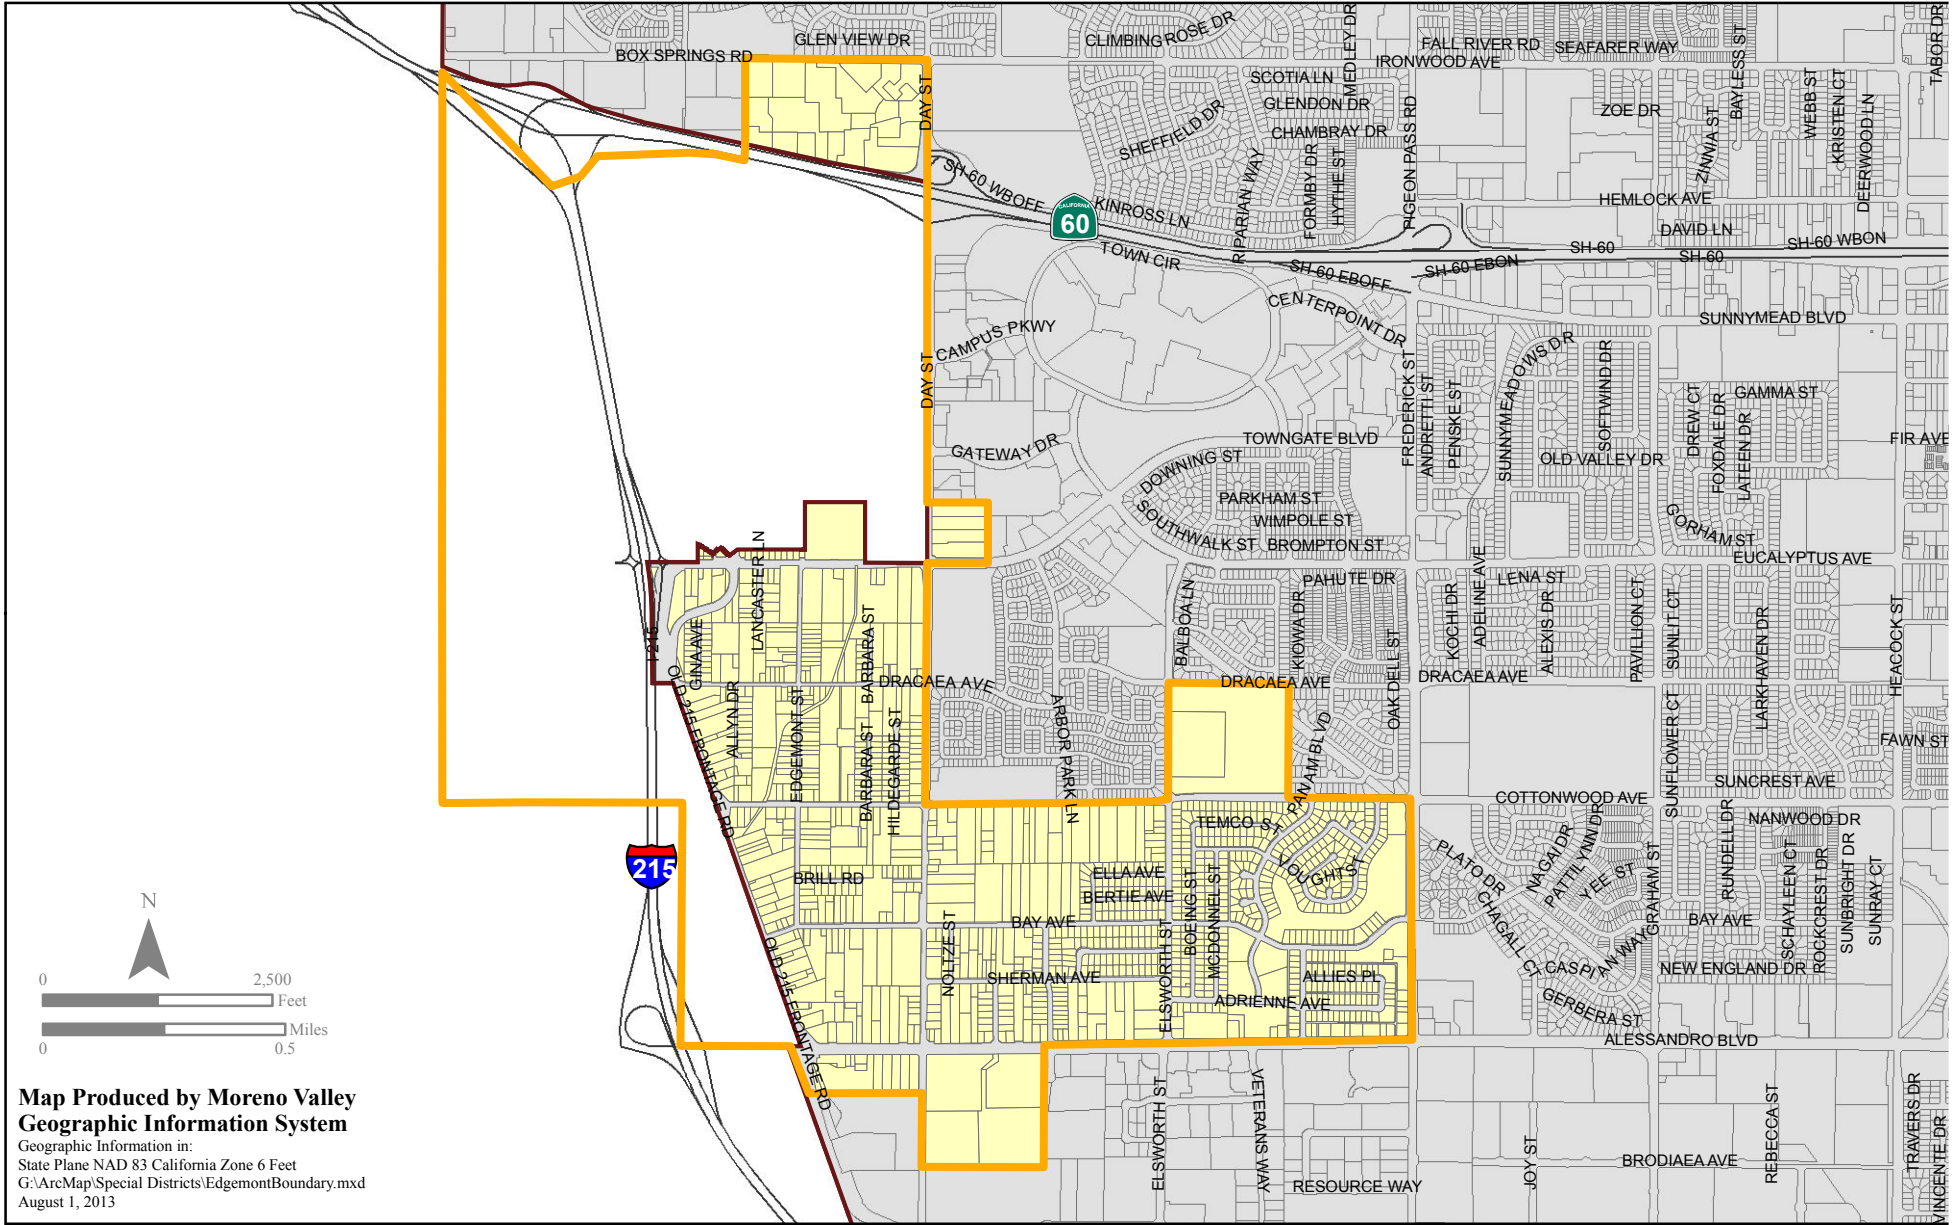 GLEN VIEW DR
CLIMBING ROSE DR
MEDLEY DR
FALL RIVER RD
SEAFARER WAY
BAYLESS ST
TABOR DR
BOX SPRINGS RD
IRONWOOD AVE
SCOTIA LN
GLENDON DR
CHAMBRAY DR
SHEFFIELD DR
DAY ST
PIGEON PASS RD
ZOE DR
ZINNIA ST
WEBB ST
KRISTEN CT
DEERWOOD LN
RIPARIAN WAY
FORMBY DR
HYTHE ST
SH-60 WBOFF
CALIFORNIA
60
KINROSS LN
HEMLOCK AVE
DAVID LN
SH-60
SH-60 WBON
TOWN CIR
SH-60 EBOFF
SH-60 EBON
SH-60
CENTERPOINT DR
SUNNYMEAD BLVD
CAMPUS PKWY
DAY ST
FREDERICK ST
ANDRETTI ST
PENSKE ST
SUNNYMEADOWS DR
SOFTWIND DR
DREW CT
FOXDALE DR
LATEEN DR
GAMMA ST
GATEWAY DR
TOWNGATE BLVD
DOWNING ST
OLD VALLEY DR
FIR AVE
PARKHAM ST
SOUTHWALK ST
WIMPOLE ST
BROMPTON ST
GORHAM ST
EUCALYPTUS AVE
LANCASTER LN
PAHUTE DR
LENA ST
BALBOA LN
KIOWA DR
KOCHI DR
ADELINE AVE
ALEXIS DR
PAVILLION CT
SUNLIT CT
LARKHAVEN DR
HEACOCK ST
I 215
GINA AVE
BARBARA ST
OAKDELL ST
DRACAEA AVE
DRACAEA AVE
DRACAEA AVE
OLD 215 FRONTAGE RD
ALLYN DR
EDGEMONT ST
BARBARA ST
HILDEGARDE ST
ARBOR PARK LN
PAN AM BLVD
SUNFLOWER CT
FAWN ST
SUNCREST AVE
COTTONWOOD AVE
TEMCO ST
NAGAI DR
PATTILYNN DR
RUNDELL DR
NANWOOD DR
215
BRILL RD
ELLA AVE
BERTIE AVE
VOUGHT ST
BOEING ST
MCDONNEL ST
PLATO DR
YEE ST
GRAHAM ST
SCHAYLEEN CT
ROCKCREST DR
SUNBRIGHT DR
SUNRAY CT
BAY AVE
BAY AVE
CHAGALL CT
NOLTZE ST
SHERMAN AVE
ELSWORTH ST
ALLIES PL
ADRIENNE AVE
CASPIAN WAY
NEW ENGLAND DR
GERBERA ST
OLD 215 FRONTAGE RD
ALESSANDRO BLVD
ELSWORTH ST
VETERANS WAY
JOY ST
REBECCA ST
TRAVERS DR
VINCENTE DR
BRODIAEA AVE
RESOURCE WAY
N
0 2,500
Feet
Miles
0 0.5
Map Produced by Moreno Valley
Geographic Information System
Geographic Information in:
State Plane NAD 83 California Zone 6 Feet
G:\ArcMap\Special Districts\EdgemontBoundary.mxd
August 1, 2013